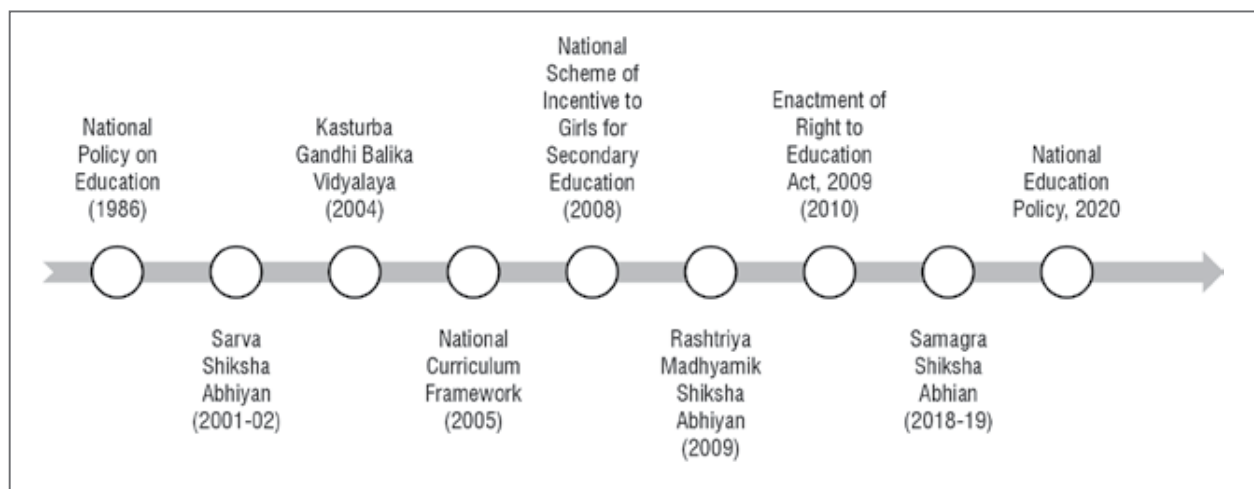 National
Policy on
Education
(1986)
Sarva
Shiksha
Abhiyan
(2001-02)
Kasturba
Gandhi Balika
Vidyalaya
(2004)
National
Curriculum
Framework
(2005)
National
Scheme of
Incentive to
Girls for
Secondary
Education
(2008)
Rashtriya
Madhyamik
Shiksha
Abhiyan
(2009)
Enactment of
Right to
Education
Act, 2009
(2010)
Samagra
Shiksha
Abhian
(2018-19)
National
Education
Policy, 2020